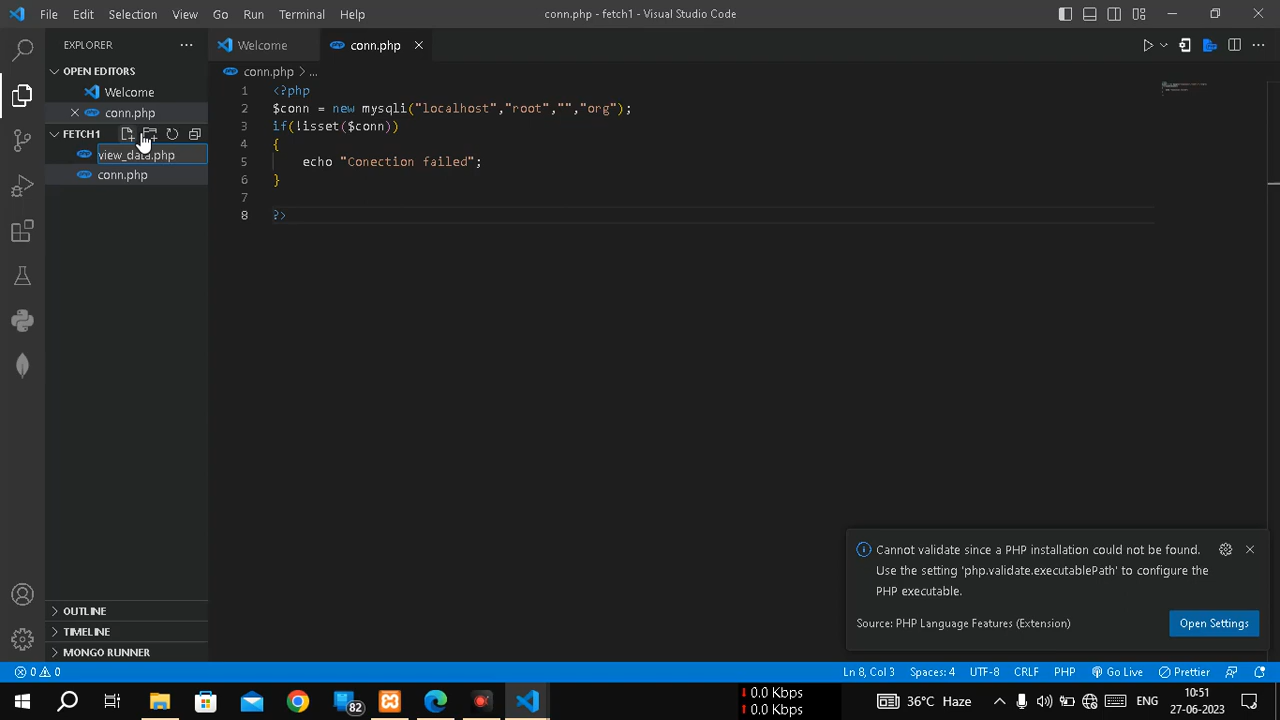 File Edit Selection View Go Run Terminal Help conn.php - fetch1 - Visual Studio Code
EXPLORER
Welcome conn.php
OPEN EDITORS
Welcome
conn.php
FETCH1
view_data.php
conn.php
OUTLINE
TIMELINE
MONGO RUNNER
conn.php > ...
1 <?php
2 $conn = new mysqli("localhost","root","","org");
3 if(!isset($conn))
4 {
5 echo "Conection failed";
6 }
7
8 ?>
Cannot validate since a PHP installation could not be found.
Use the setting 'php.validate.executablePath' to configure the
PHP executable.
Source: PHP Language Features (Extension) Open Settings
0 0 Ln 8, Col 3 Spaces: 4 UTF-8 CRLF PHP Go Live Prettier
82
0.0 Kbps
0.0 Kbps
36°C Haze
ENG
10:51
27-06-2023